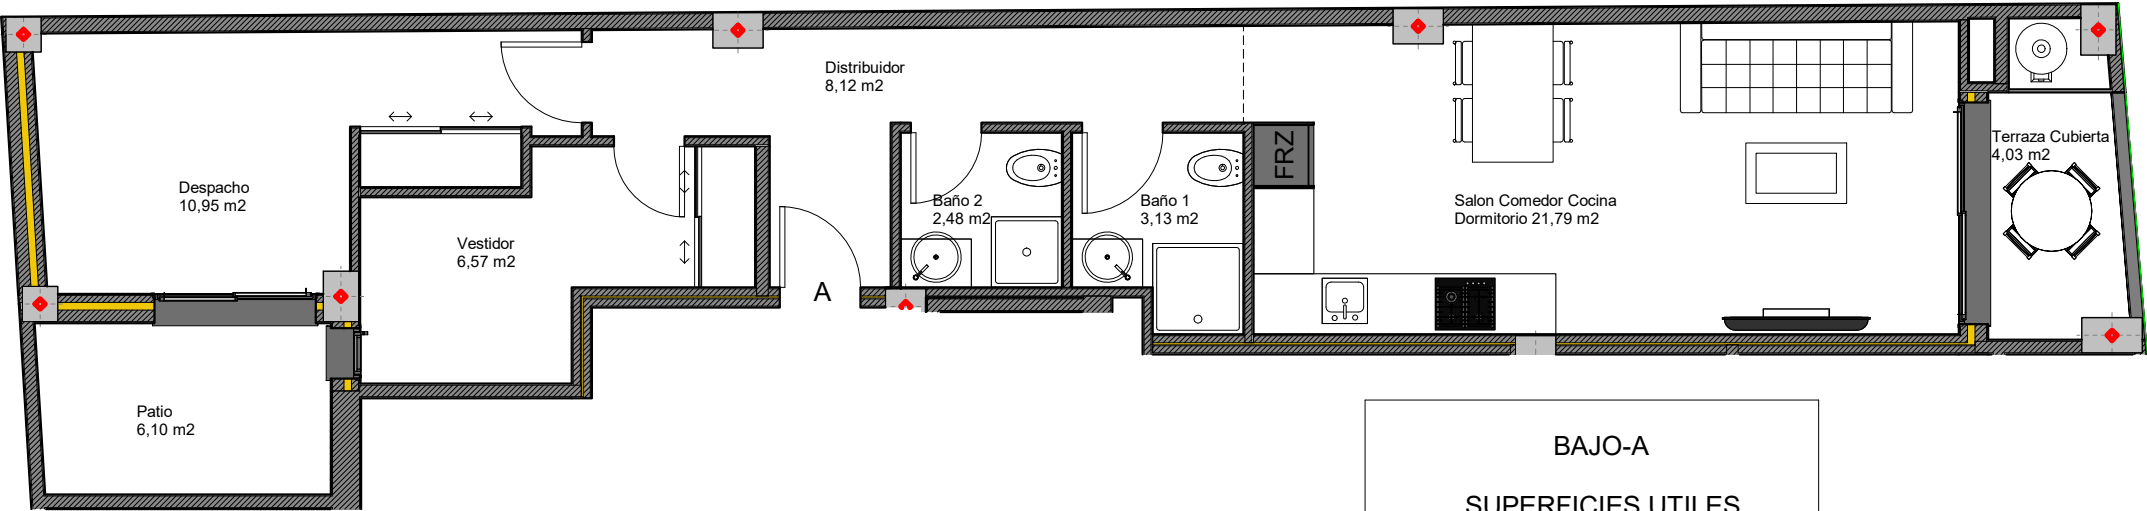 Distribuidor
8,12 m2
FRZ
Terraza Cubierta
4,03 m2
Despacho
10,95 m2
Baño 2
2,48 m2
Baño 1
3,13 m2
Salon Comedor Cocina
Dormitorio 21,79 m2
Vestidor
6,57 m2
A
Patio
6,10 m2
BAJO-A
SUPERFICIES UTILES